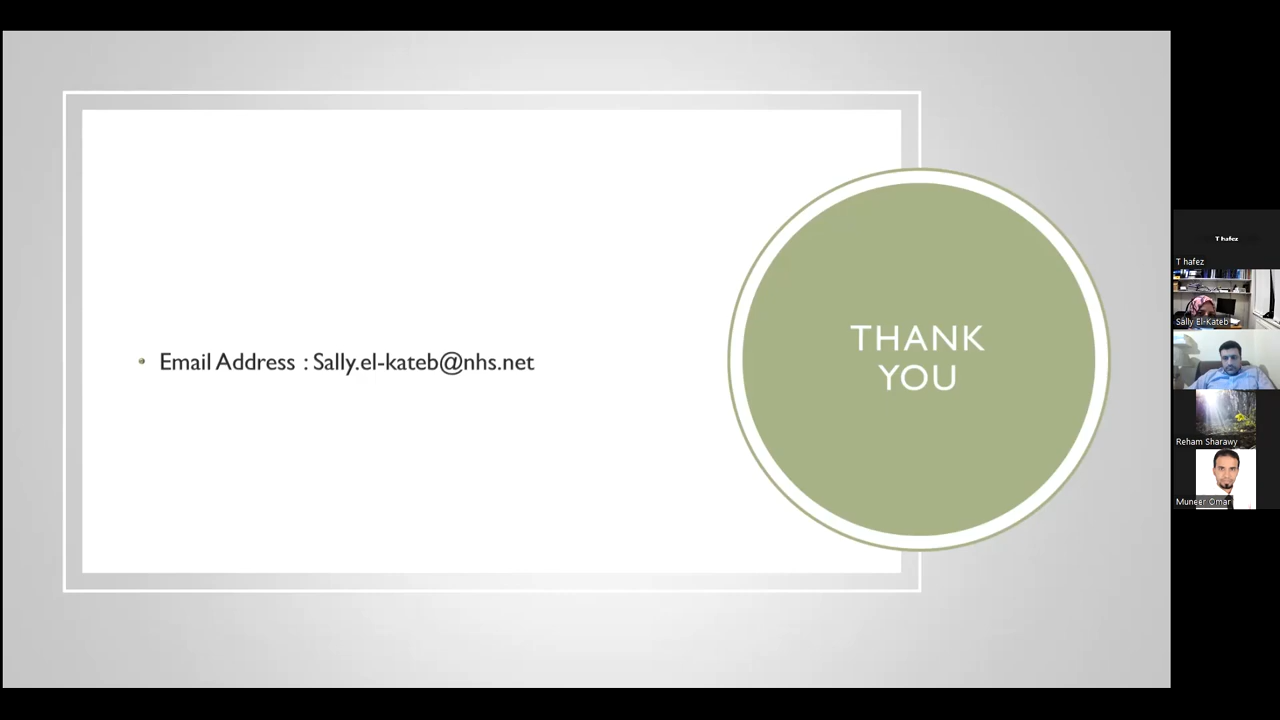 • Email Address : Sally.el-kateb@nhs.net
THANK
YOU
T hafez
T hafez
Sally El-Kateb
Reham Sharawy
Muneer Omar